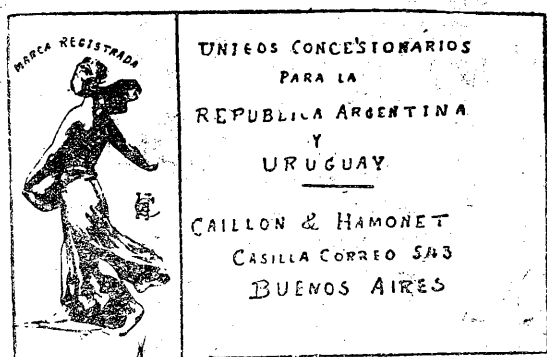 MARCA REGISTRADA
UNICOS CONCESIONARIOS
PARA LA
REPUBLICA ARGENTINA
Y
URUGUAY
CAILLON & HAMONET
CASILLA CORREO 543
BUENOS AIRES